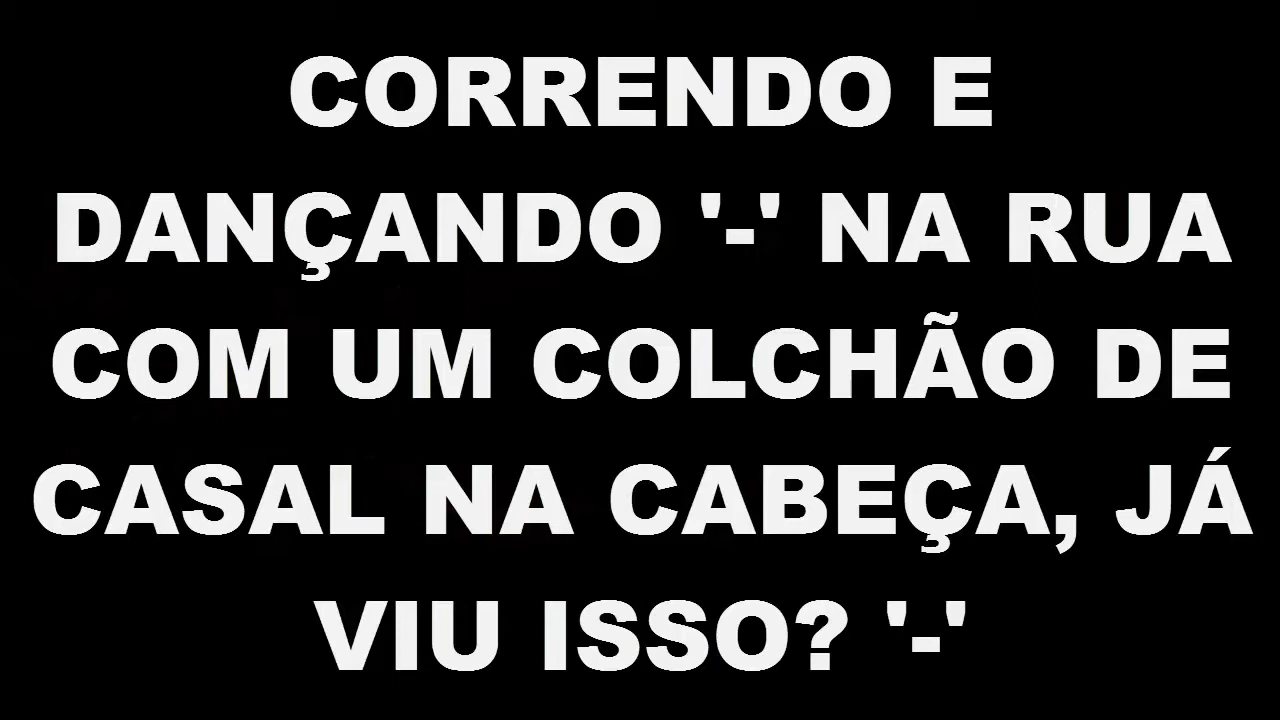 CORRENDO E
DANÇANDO '-' NA RUA
COM UM COLCHÃO DE
CASAL NA CABEÇA, JÁ
VIU ISSO? '-'